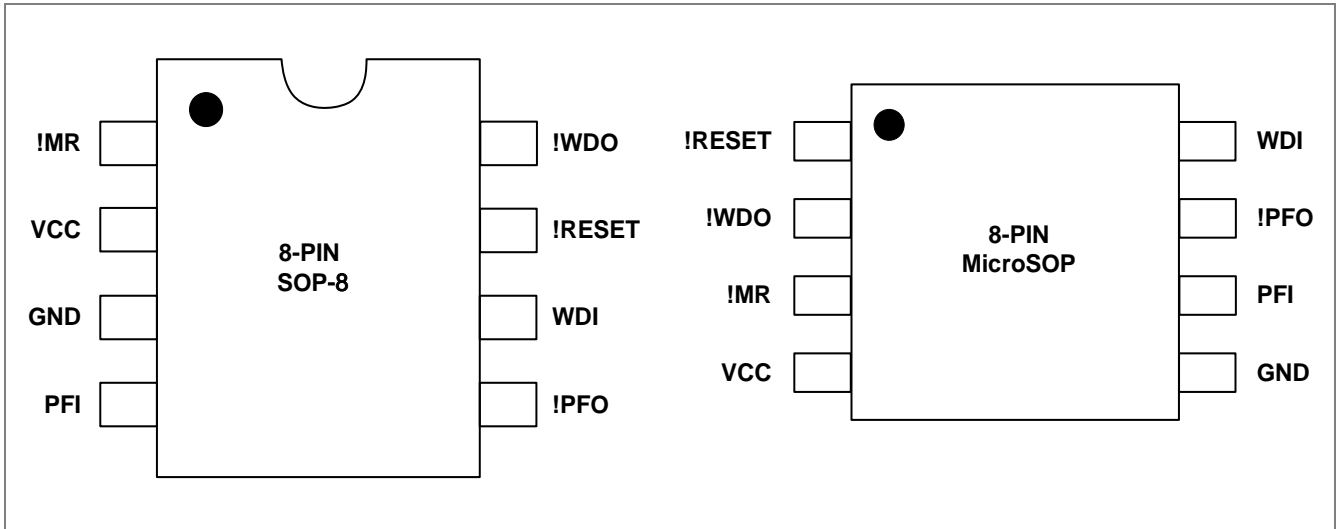 !MR
VCC
GND
PFI
8-PIN
SOP-8
!WDO
!RESET
WDI
!PFO
!RESET
!WDO
!MR
VCC
8-PIN
MicroSOP
WDI
!PFO
PFI
GND